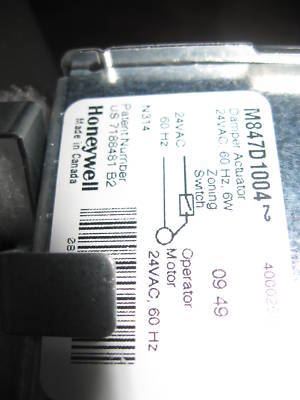 M847D1004
Damper Actuator
24VAC, 60 Hz, 6W
Zoning
Switch
09 49
24VAC
60 Hz
Operator
Motor
24VAC, 60 Hz
N314
Patent Number
US 7186481 B2
Honeywell
Made in Canada